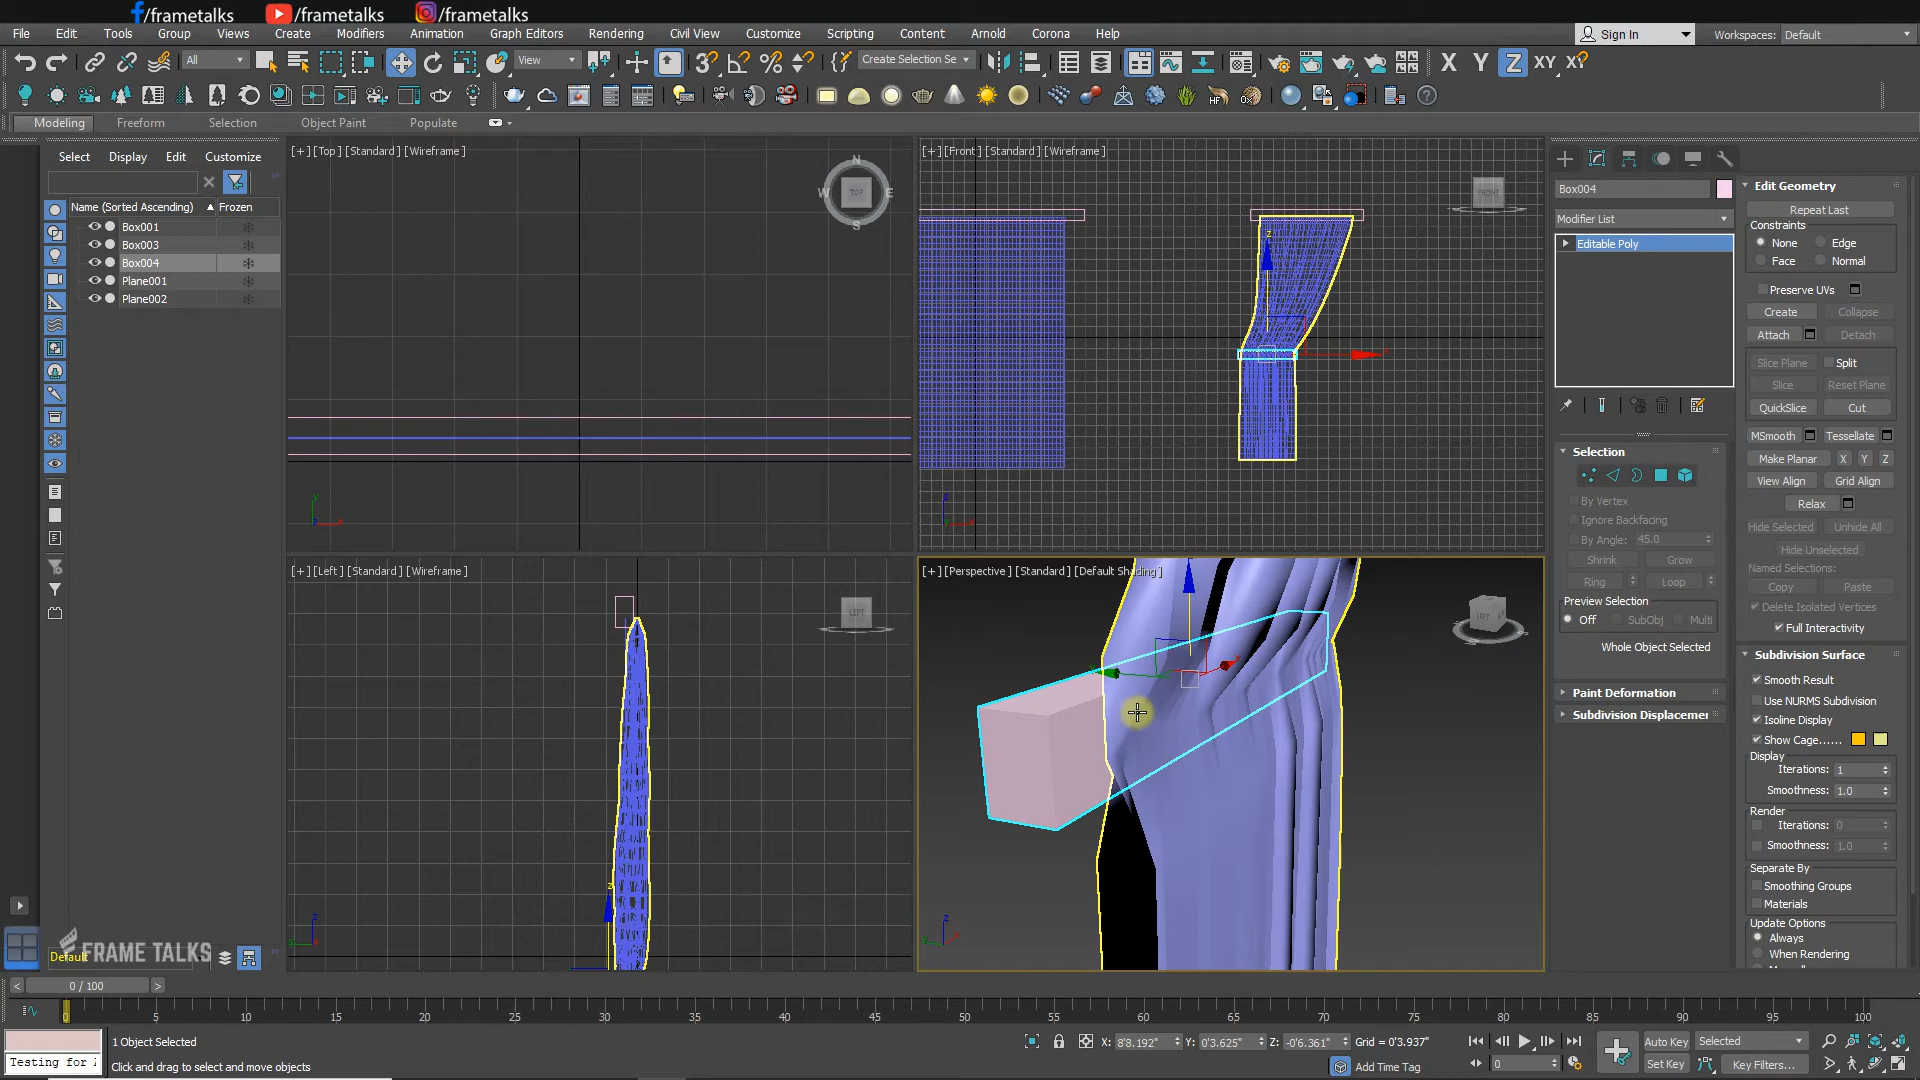 /frametalks /frametalks /frametalks
File Edit Tools Group Views Create Modifiers Animation Graph Editors Rendering Civil View Customize Scripting Content Arnold Corona Help
Sign In Workspaces: Default
All View Create Selection Se X Y Z XY XY
Modeling Freeform Selection Object Paint Populate
Select Display Edit Customize
Name (Sorted Ascending) Frozen
Box001
Box003
Box004
Plane001
Plane002
Default
FRAME TALKS
[+] [Top] [Standard] [Wireframe]
N
W TOP E
S
[+] [Front] [Standard] [Wireframe]
FRONT
[+] [Left] [Standard] [Wireframe]
LEFT
[+] [Perspective] [Standard] [Default Shading]
LEFT
Box004
Modifier List
Editable Poly
Selection
By Vertex
Ignore Backfacing
By Angle: 45.0
Shrink Grow
Ring Loop
Preview Selection
Off SubObj Multi
Whole Object Selected
Paint Deformation
Subdivision Displacemer
Edit Geometry
Repeat Last
Constraints
None Edge
Face Normal
Preserve UVs
Create Collapse
Attach Detach
Slice Plane Split
Slice Reset Plane
QuickSlice Cut
MSmooth Tessellate
Make Planar X Y Z
View Align Grid Align
Relax
Hide Selected Unhide All
Hide Unselected
Named Selections:
Copy Paste
Delete Isolated Vertices
Full Interactivity
Subdivision Surface
Smooth Result
Use NURMS Subdivision
Isoline Display
Show Cage......
Display
Iterations: 1
Smoothness: 1.0
Render
Iterations: 0
Smoothness: 1.0
Separate By
Smoothing Groups
Materials
Update Options
Always
When Rendering
0 / 100
0 5 10 15 20 25 30 35 40 45 50 55 60 65 70 75 80 85 90 95 100
1 Object Selected
Testing for
Click and drag to select and move objects
X: 8'8.192" Y: 0'3.625" Z: -0'6.361" Grid = 0'3.937"
Add Time Tag
0
Auto Key Selected
Set Key Key Filters...